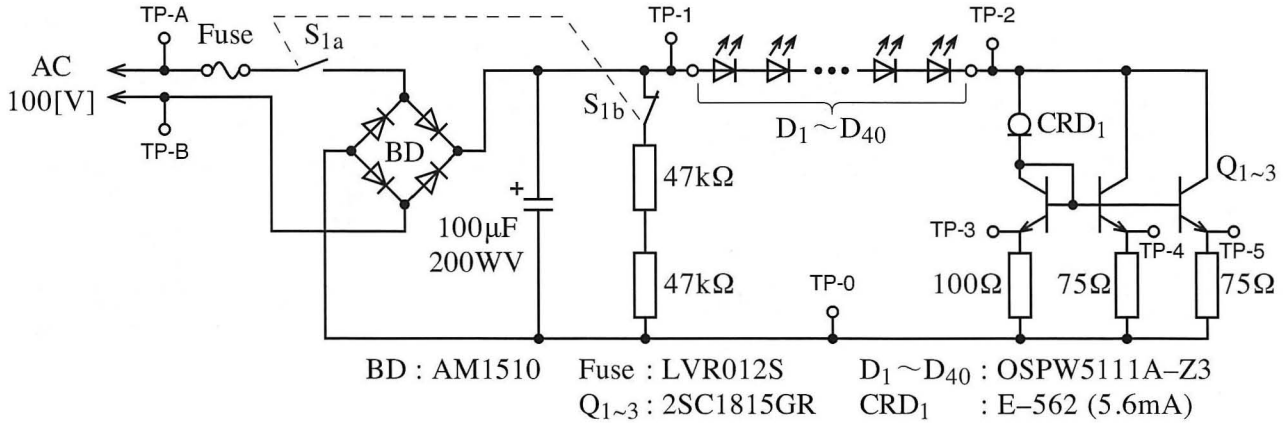 TP-A
Fuse
S1a
AC
100[V]
TP-B
BD
100μF
200WV
S1b
47kΩ
47kΩ
TP-1
D1～D40
TP-0
TP-2
CRD1
Q1~3
TP-3
TP-4
TP-5
100Ω
75Ω
75Ω
BD : AM1510 Fuse : LVR012S D1～D40 : OSPW5111A–Z3
Q1~3 : 2SC1815GR CRD1 : E–562 (5.6mA)